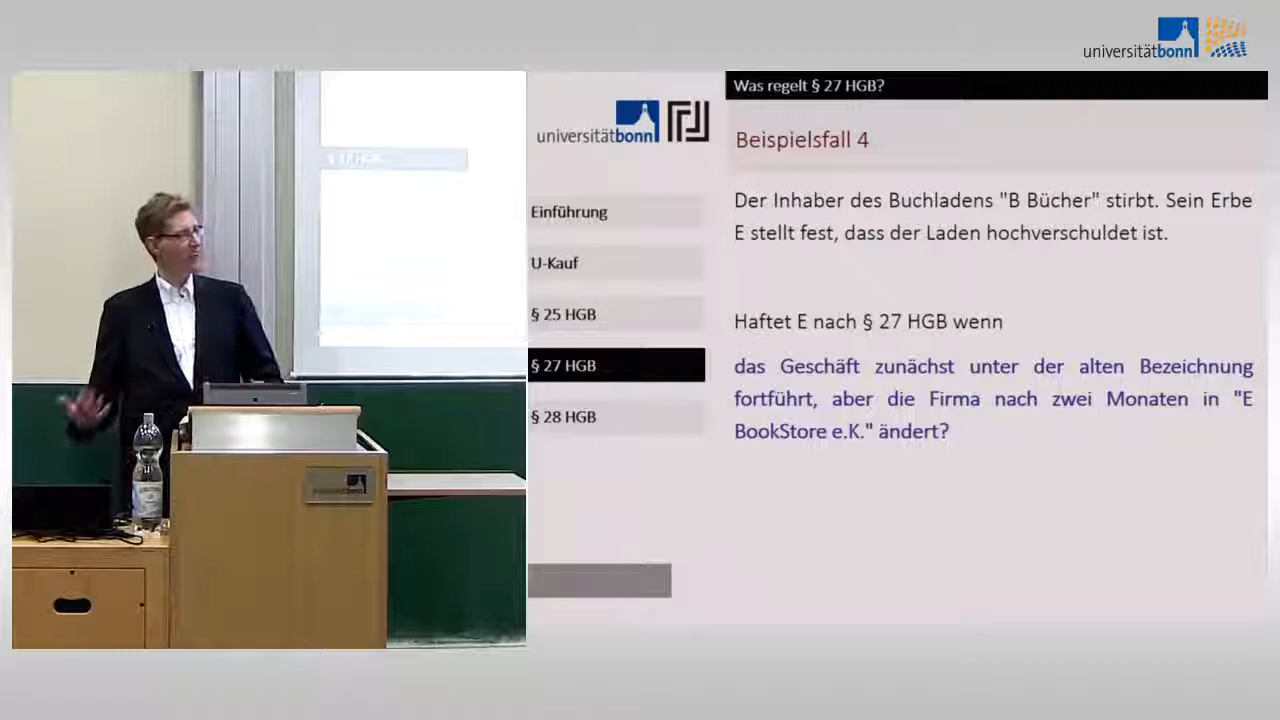 universitätbonn
Was regelt § 27 HGB?
universitätbonn
Beispielsfall 4
Der Inhaber des Buchladens "B Bücher" stirbt. Sein Erbe
E stellt fest, dass der Laden hochverschuldet ist.
Haftet E nach § 27 HGB wenn
das Geschäft zunächst unter der alten Bezeichnung
fortführt, aber die Firma nach zwei Monaten in "E
BookStore e.K." ändert?
Einführung
U-Kauf
§ 25 HGB
§ 27 HGB
§ 28 HGB
universitätbonn